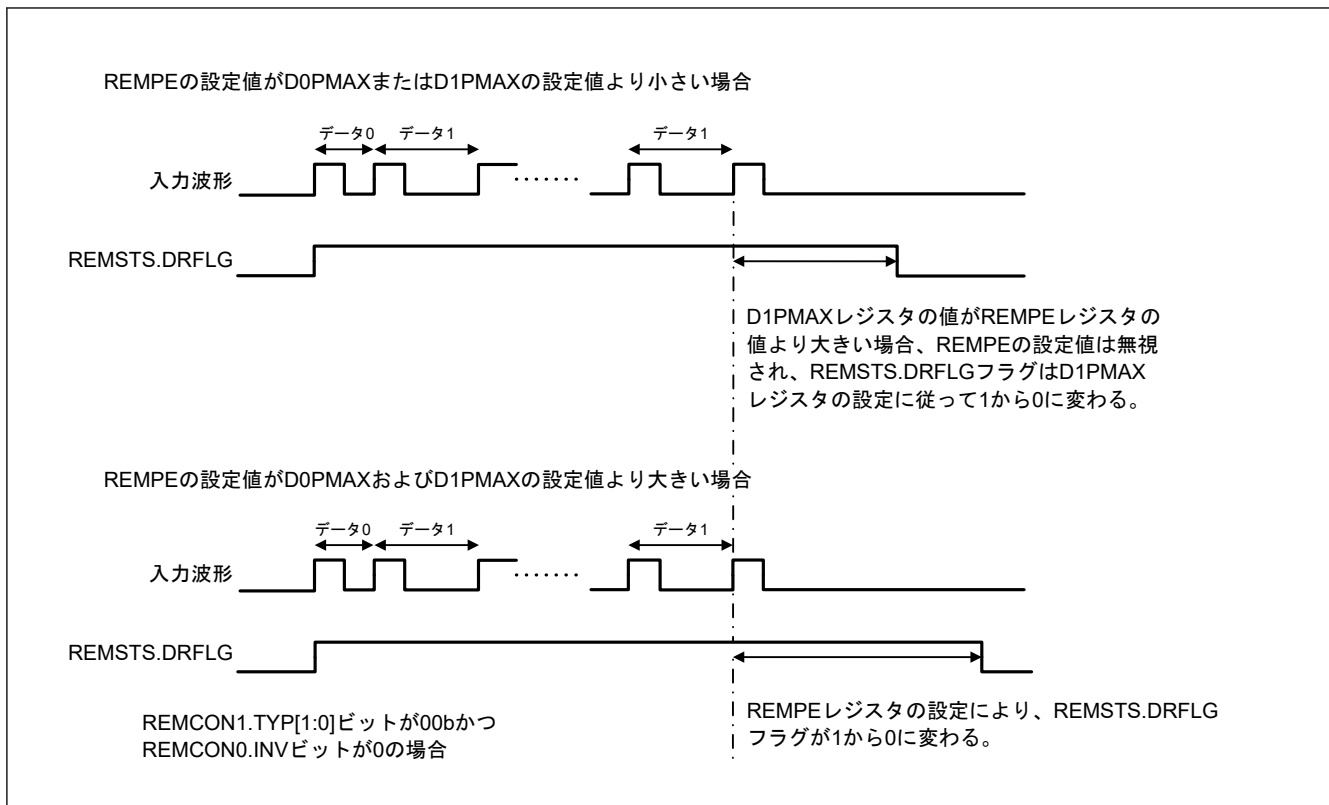 REMPEの設定値がD0PMAXまたはD1PMAXの設定値より小さい場合
データ0 データ1 データ1
入力波形
REMSTS.DRFLG
D1PMAXレジスタの値がREMPEレジスタの
値より大きい場合、REMPEの設定値は無視
され、REMSTS.DRFLGフラグはD1PMAX
レジスタの設定に従って1から0に変わる。
REMPEの設定値がD0PMAXおよびD1PMAXの設定値より大きい場合
データ0 データ1 データ1
入力波形
REMSTS.DRFLG
REMCON1.TYP[1:0]ビットが00bかつ
REMCON0.INVビットが0の場合
REMPEレジスタの設定により、REMSTS.DRFLG
フラグが1から0に変わる。